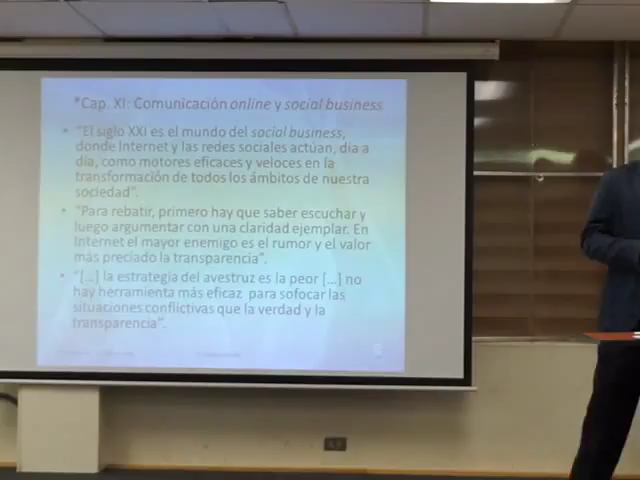 *Cap. XI: Comunicación online y social business
• "El siglo XXI es el mundo del social business,
donde Internet y las redes sociales actúan, día a
día, como motores eficaces y veloces en la
transformación de todos los ámbitos de nuestra
sociedad".
• "Para rebatir, primero hay que saber escuchar y
luego argumentar con una claridad ejemplar. En
Internet el mayor enemigo es el rumor y el valor
más preciado la transparencia".
• "[...] la estrategia del avestruz es la peor [...] no
hay herramienta más eficaz para sofocar las
situaciones conflictivas que la verdad y la
transparencia".